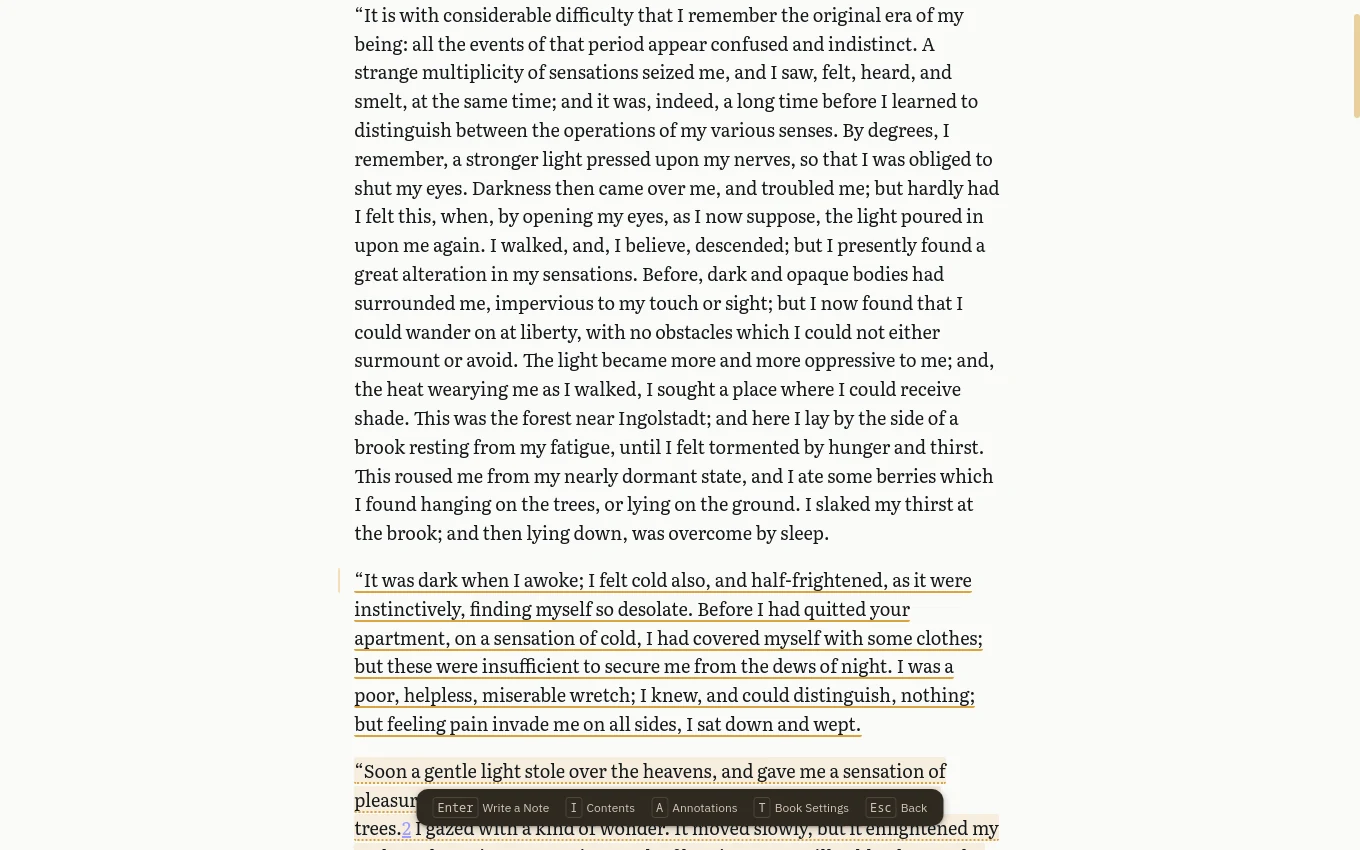 “It is with considerable difficulty that I remember the original era of my
being: all the events of that period appear confused and indistinct. A
strange multiplicity of sensations seized me, and I saw, felt, heard, and
smelt, at the same time; and it was, indeed, a long time before I learned to
distinguish between the operations of my various senses. By degrees, I
remember, a stronger light pressed upon my nerves, so that I was obliged to
shut my eyes. Darkness then came over me, and troubled me; but hardly had
I felt this, when, by opening my eyes, as I now suppose, the light poured in
upon me again. I walked, and, I believe, descended; but I presently found a
great alteration in my sensations. Before, dark and opaque bodies had
surrounded me, impervious to my touch or sight; but I now found that I
could wander on at liberty, with no obstacles which I could not either
surmount or avoid. The light became more and more oppressive to me; and,
the heat wearying me as I walked, I sought a place where I could receive
shade. This was the forest near Ingolstadt; and here I lay by the side of a
brook resting from my fatigue, until I felt tormented by hunger and thirst.
This roused me from my nearly dormant state, and I ate some berries which
I found hanging on the trees, or lying on the ground. I slaked my thirst at
the brook; and then lying down, was overcome by sleep.
“It was dark when I awoke; I felt cold also, and half-frightened, as it were
instinctively, finding myself so desolate. Before I had quitted your
apartment, on a sensation of cold, I had covered myself with some clothes;
but these were insufficient to secure me from the dews of night. I was a
poor, helpless, miserable wretch; I knew, and could distinguish, nothing;
but feeling pain invade me on all sides, I sat down and wept.
“Soon a gentle light stole over the heavens, and gave me a sensation of
pleasur
Enter Write a Note I Contents A Annotations T Book Settings Esc Back
trees.2 I gazed with a kind of wonder. It moved slowly, but it enlightened my